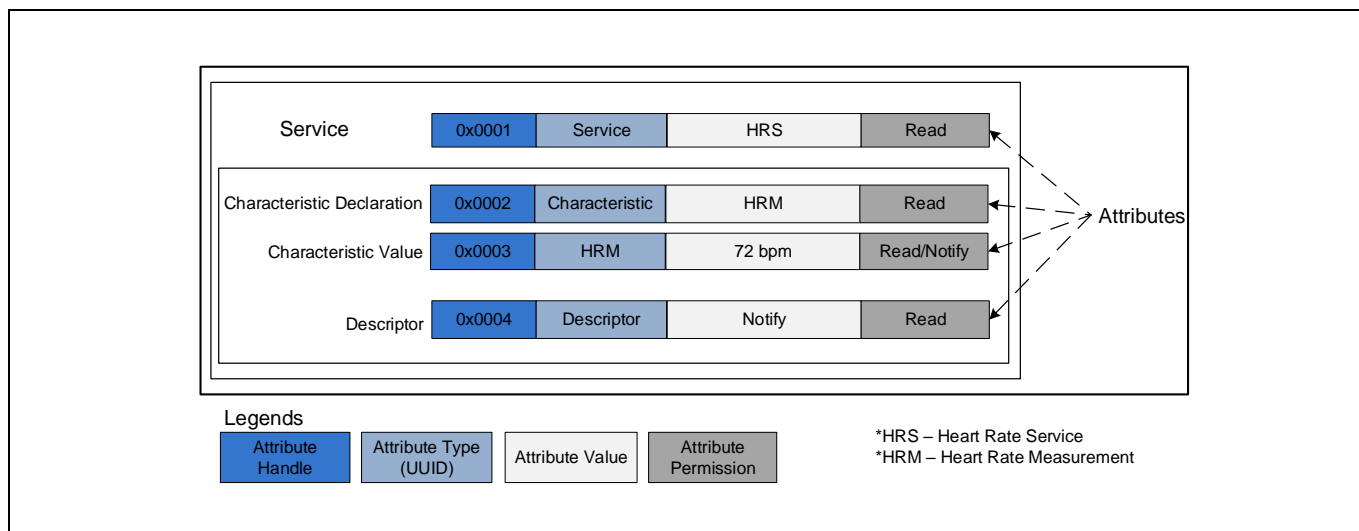 Service 0x0001 Service HRS Read
Characteristic Declaration 0x0002 Characteristic HRM Read
Attributes
Characteristic Value 0x0003 HRM 72 bpm Read/Notify
Descriptor 0x0004 Descriptor Notify Read
Legends
Attribute
Handle
Attribute Type
(UUID)
Attribute Value
Attribute
Permission
*HRS – Heart Rate Service
*HRM – Heart Rate Measurement